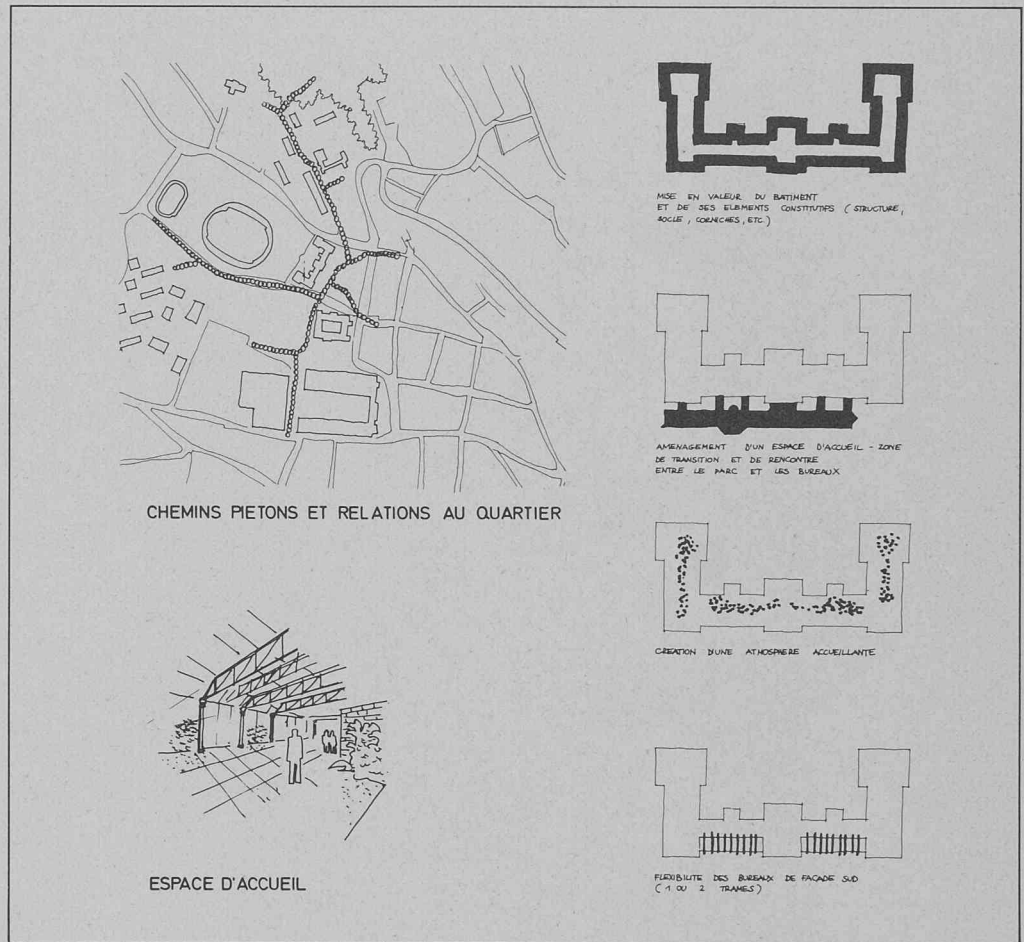 CHEMINS PIETONS ET RELATIONS AU QUARTIER
ESPACE D'ACCUEIL
MISE EN VALEUR DU BATIMENT
ET DE SES ELEMENTS CONSTITUTIFS (STRUCTURE,
SOCLE, CORNICHES, ETC.)
AMENAGEMENT D'UN ESPACE D'ACCUEIL - ZONE
DE TRANSITION ET DE RENCONTRE
ENTRE LE PARC ET LES BUREAUX
CREATION D'UNE ATMOSPHERE ACCUEILLANTE
FLEXIBILITE DES BUREAUX DE FACADE SUD
(1 OU 2 TRAMES)